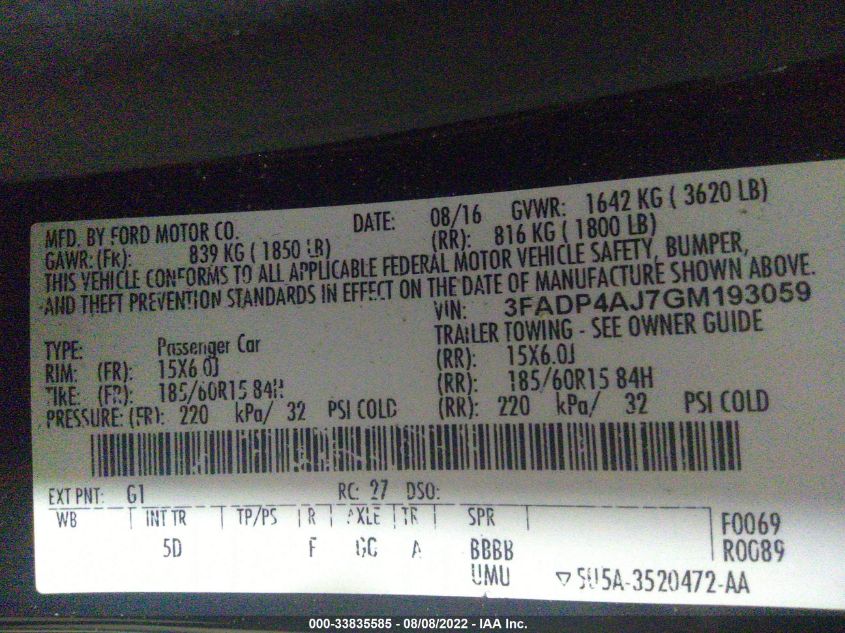 MFD. BY FORD MOTOR CO. DATE: 08/16 GVWR: 1642 KG ( 3620 LB)
GAWR: (FR): 839 KG ( 1850 LB) (RR): 816 KG ( 1800 LB)
THIS VEHICLE CONFORMS TO ALL APPLICABLE FEDERAL MOTOR VEHICLE SAFETY, BUMPER,
AND THEFT PREVENTION STANDARDS IN EFFECT ON THE DATE OF MANUFACTURE SHOWN ABOVE.
VIN: 3FADP4AJ7GM193059
TYPE: Passenger Car TRAILER TOWING - SEE OWNER GUIDE
RIM: (FR): 15X6.0J (RR): 15X6.0J
TIRE: (FR): 185/60R15 84H (RR): 185/60R15 84H
PRESSURE: (FR): 220 kPa/ 32 PSI COLD (RR): 220 kPa/ 32 PSI COLD
EXT PNT: G1 RC: 27 DSO:
WB INT TR TP/PS R AXLE TR SPR F0069
5D F A BBBB R0089
UMU 5U5A-3520472-AA
000-33835585 - 08/08/2022 - IAA Inc.